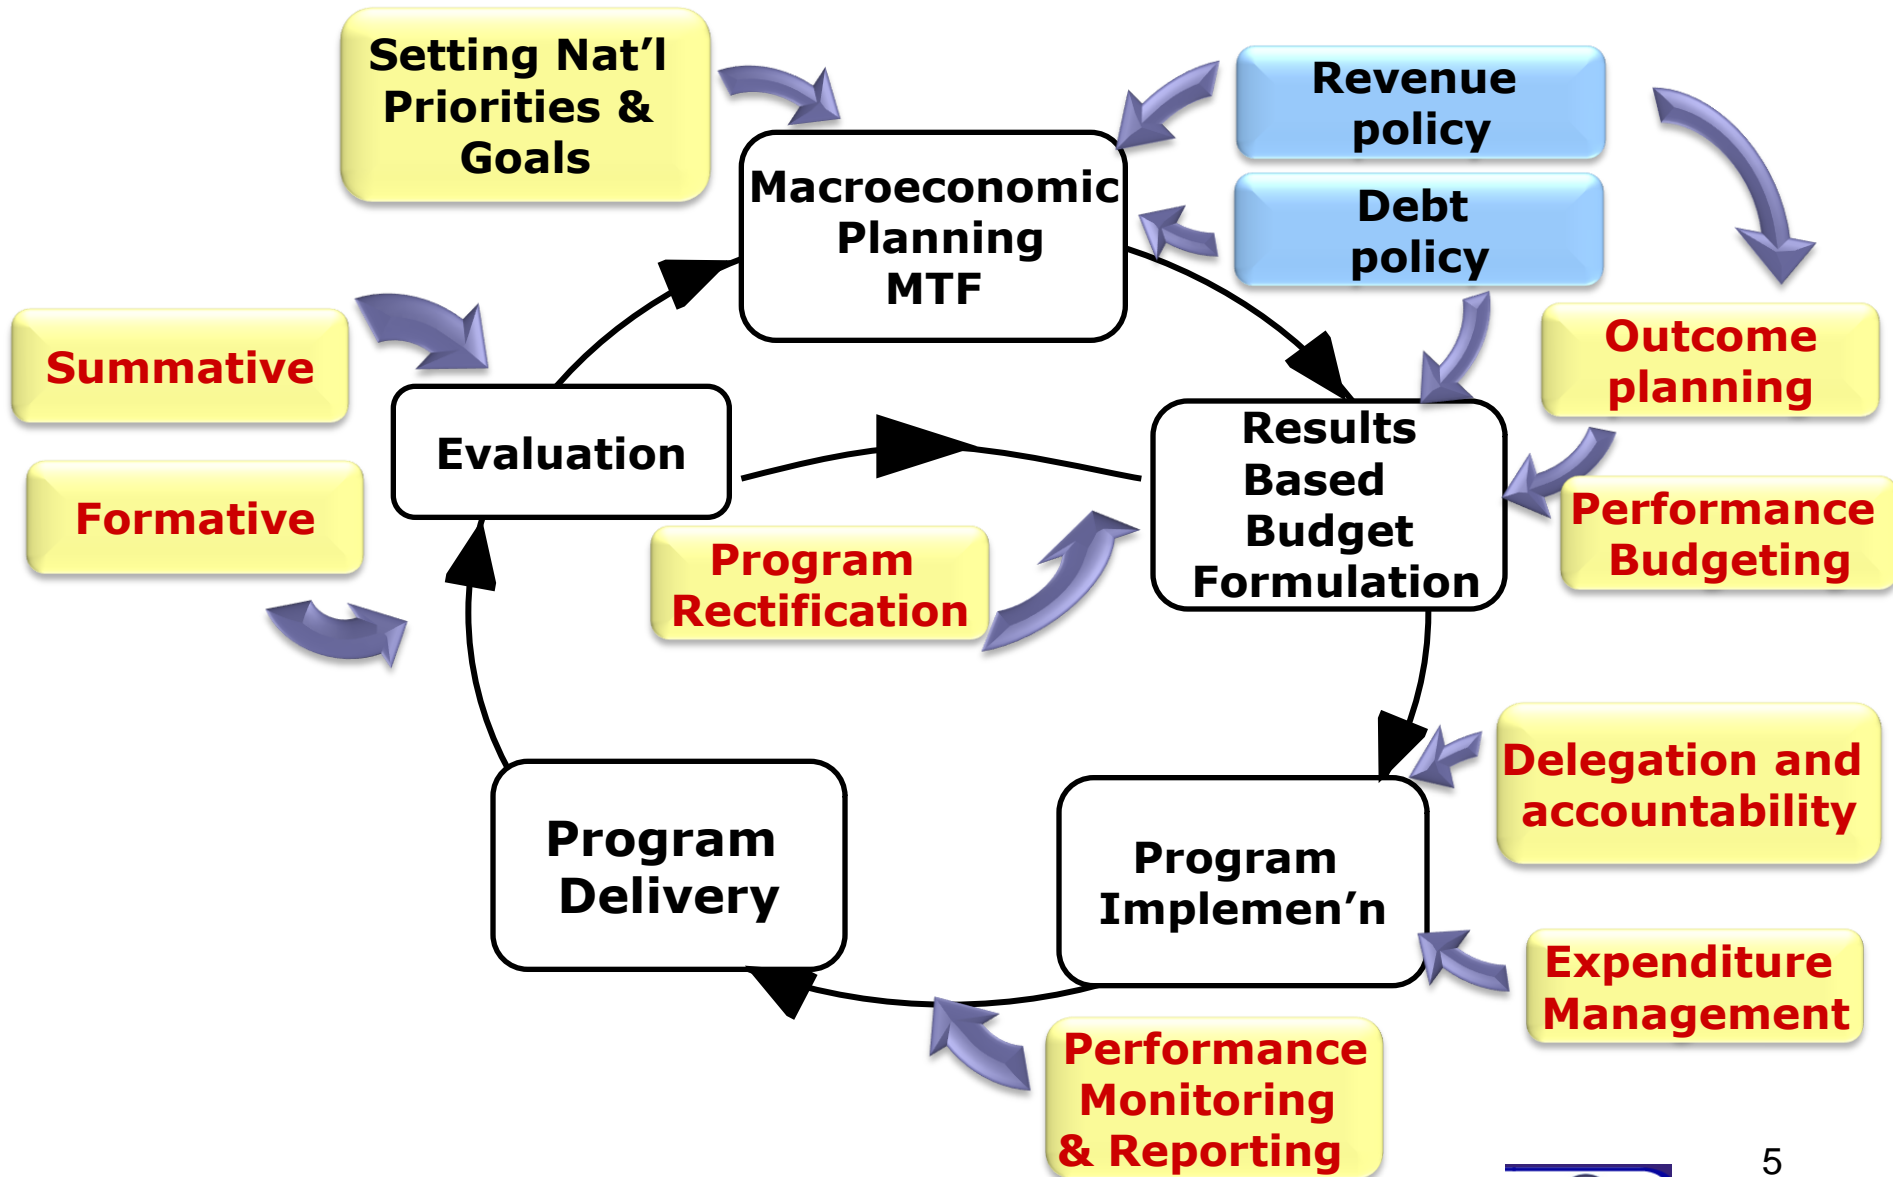 Setting Nat’l
Priorities &
Goals
Revenue
policy
Debt
policy
Macroeconomic
Planning
MTF
Summative
Formative
Evaluation
Outcome
planning
Results
Based
Budget
Formulation
Performance
Budgeting
Program
Rectification
Delegation and
accountability
Program
Delivery
Program
Implemen’n
Expenditure
Management
Performance
Monitoring
& Reporting
5